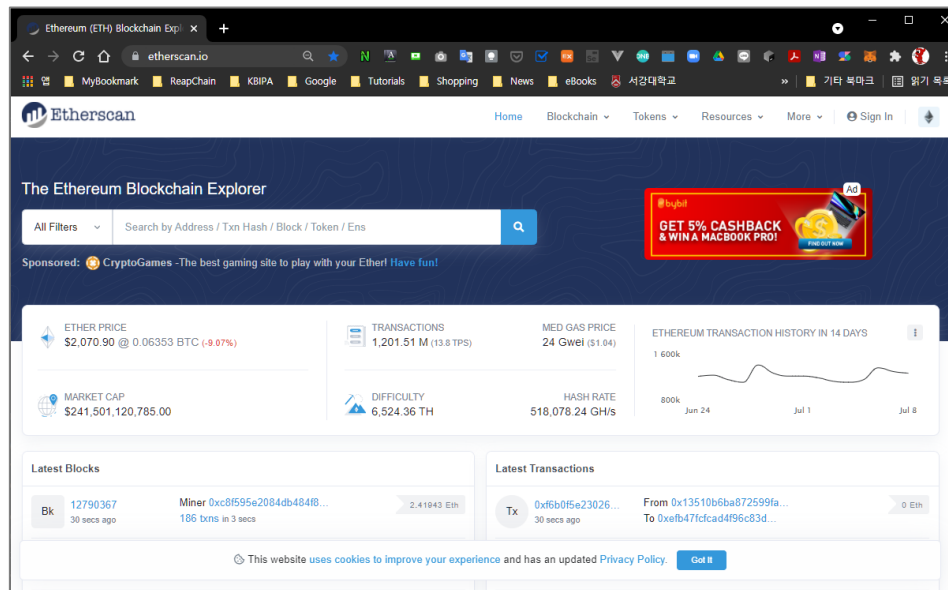 Ethereum (ETH) Blockchain Expl
etherscan.io
앱 MyBookmark ReapChain KBIPA Google Tutorials Shopping News eBooks 서강대학교 » 기타 북마크 읽기 목록
Etherscan
Home Blockchain Tokens Resources More Sign In
The Ethereum Blockchain Explorer
All Filters Search by Address / Txn Hash / Block / Token / Ens
Sponsored: CryptoGames -The best gaming site to play with your Ether! Have fun!
Ad
bybit
GET 5% CASHBACK
& WIN A MACBOOK PRO!
FIND OUT NOW
ETHER PRICE
$2,070.90 @ 0.06353 BTC (-9.07%)
MARKET CAP
$241,501,120,785.00
TRANSACTIONS
1,201.51 M (13.8 TPS)
MED GAS PRICE
24 Gwei ($1.04)
DIFFICULTY
6,524.36 TH
HASH RATE
518,078.24 GH/s
ETHEREUM TRANSACTION HISTORY IN 14 DAYS
1 600k
800k
Jun 24 Jul 1 Jul 8
Latest Blocks
Bk
12790367
30 secs ago
Miner 0xc8f595e2084db484f8...
186 txns in 3 secs
2.41943 Eth
Latest Transactions
Tx
0xf6b0f5e23026...
30 secs ago
From 0x13510b6ba872599fa...
To 0xefb47fcfcad4f96c83d...
0 Eth
This website uses cookies to improve your experience and has an updated Privacy Policy. Got It